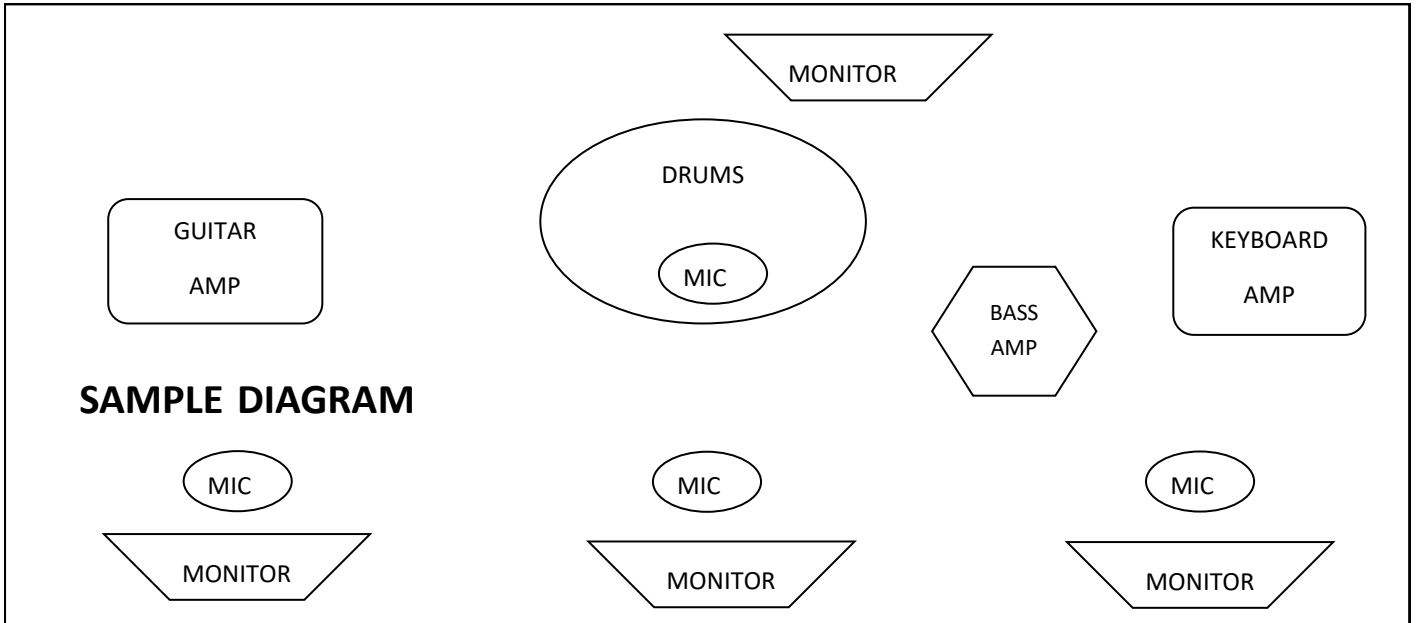 MONITOR
DRUMS
GUITAR
AMP
MIC
KEYBOARD
AMP
BASS
AMP
SAMPLE DIAGRAM
MIC
MIC
MIC
MONITOR
MONITOR
MONITOR